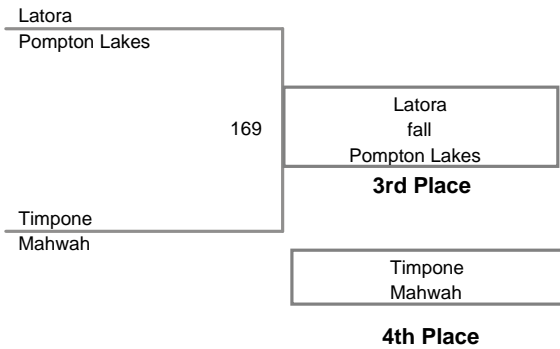 Latora
Pompton Lakes
169
Latora
fall
Pompton Lakes
3rd Place
Timpone
Mahwah
Timpone
Mahwah
4th Place